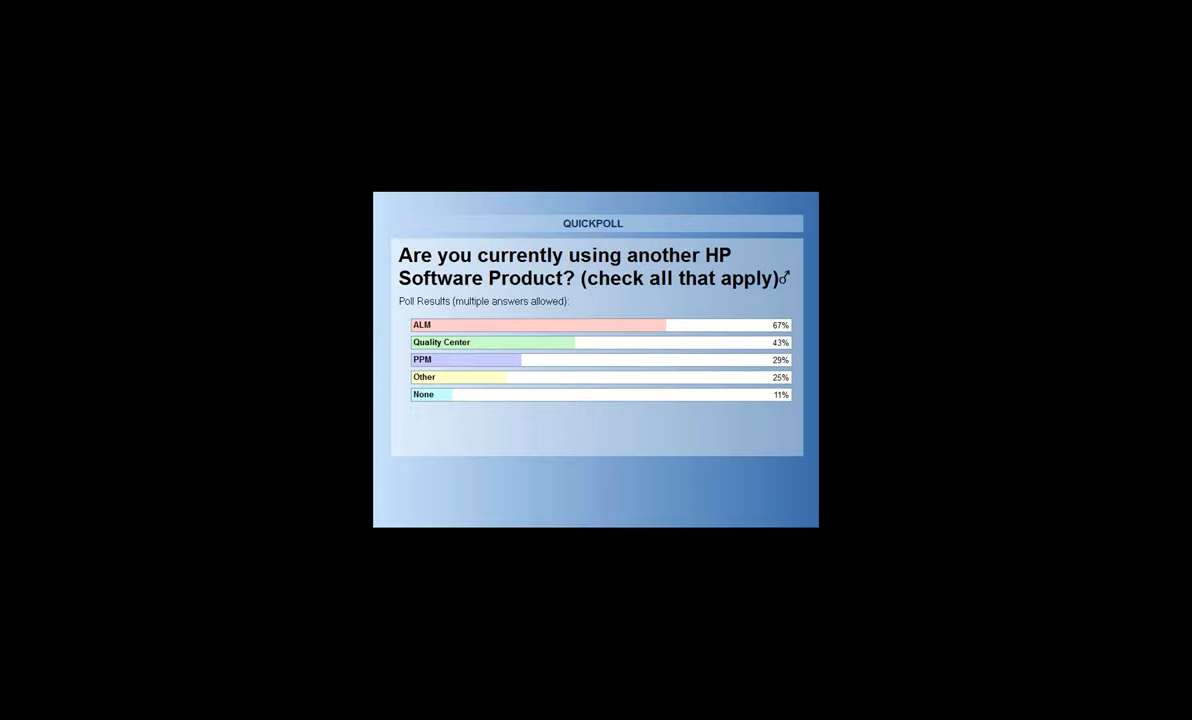 QUICKPOLL
Are you currently using another HP
Software Product? (check all that apply)♂
Poll Results (multiple answers allowed):
ALM 67%
Quality Center 43%
PPM 29%
Other 25%
None 11%